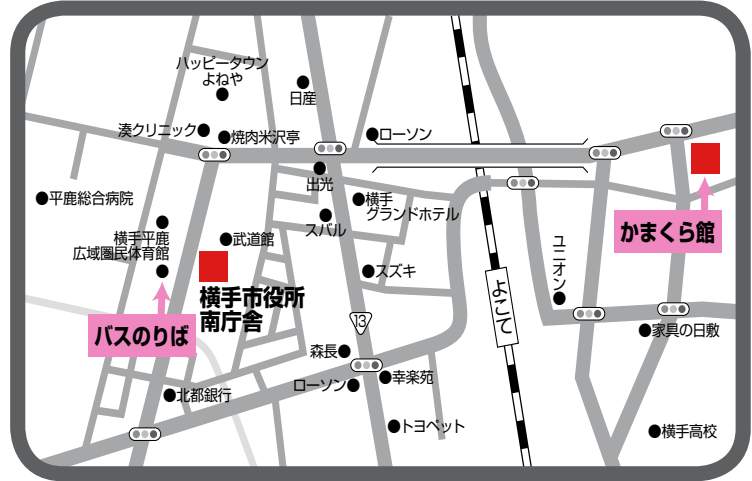 ハッピータウン
よねや
日産
湊クリニック
焼肉米沢亭
ローソン
出光
平鹿総合病院
横手
グランドホテル
スバル
かまくら館
横手平鹿
広域圏民体育館
武道館
ユニオン
スズキ
横手市役所
南庁舎
よこて
バスのりば
13
家具の日敷
森長
ローソン
幸楽苑
北都銀行
トヨペット
横手高校